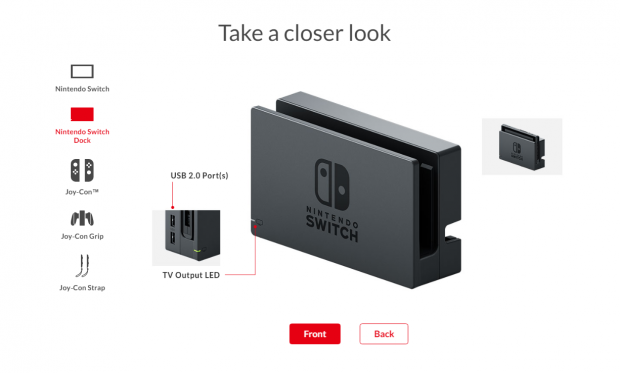 Take a closer look
Nintendo Switch
Nintendo Switch
Dock
Joy-Con™
Joy-Con Grip
Joy-Con Strap
USB 2.0 Port(s)
TV Output LED
NINTENDO
SWITCH
Front
Back